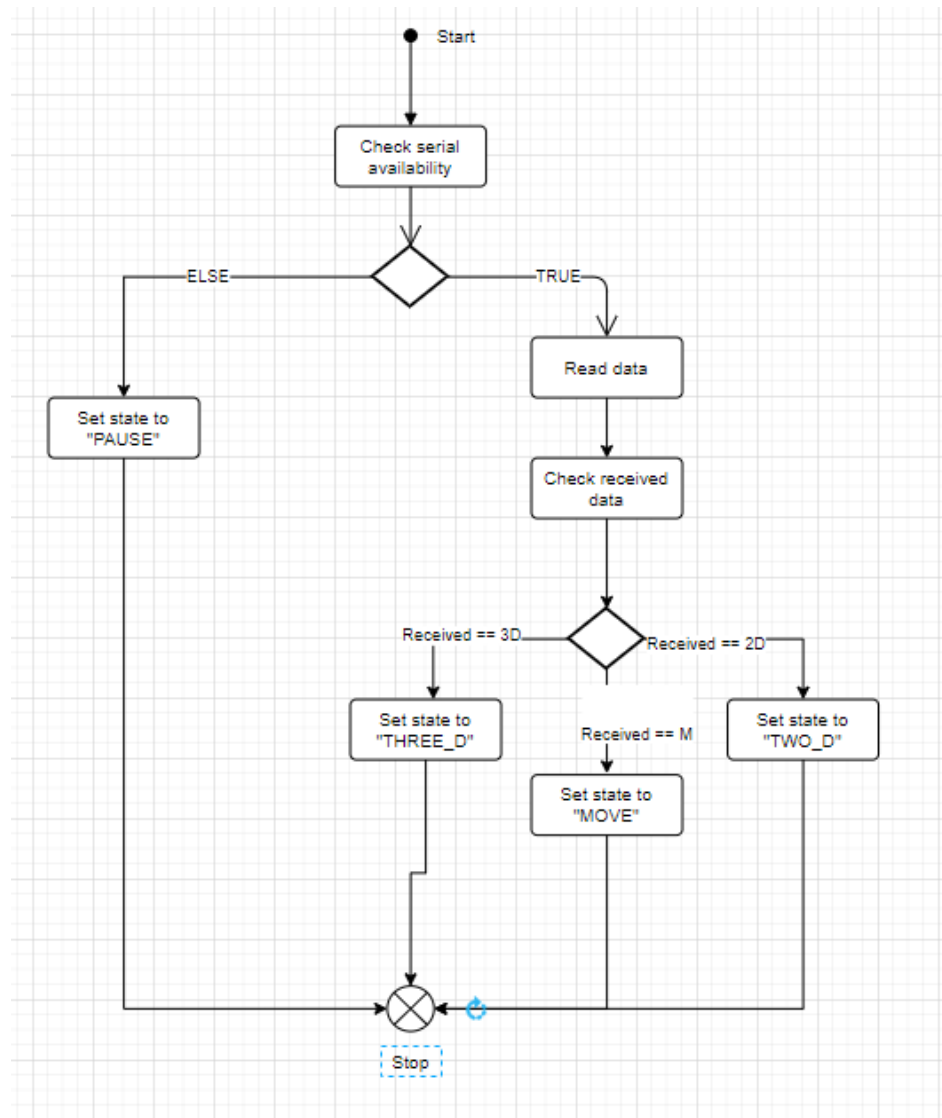 Start
Check serial
availability
ELSE
TRUE
Read data
Set state to
"PAUSE"
Check received
data
Received == 3D
Received == 2D
Set state to
"THREE_D"
Received == M
Set state to
"TWO_D"
Set state to
"MOVE"
Stop